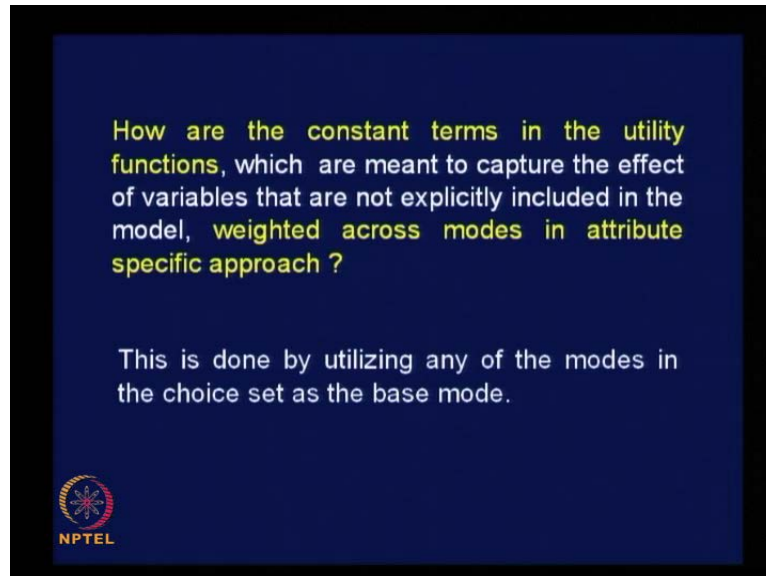 How are the constant terms in the utility
functions, which are meant to capture the effect
of variables that are not explicitly included in the
model, weighted across modes in attribute
specific approach ?
This is done by utilizing any of the modes in
the choice set as the base mode.
NPTEL